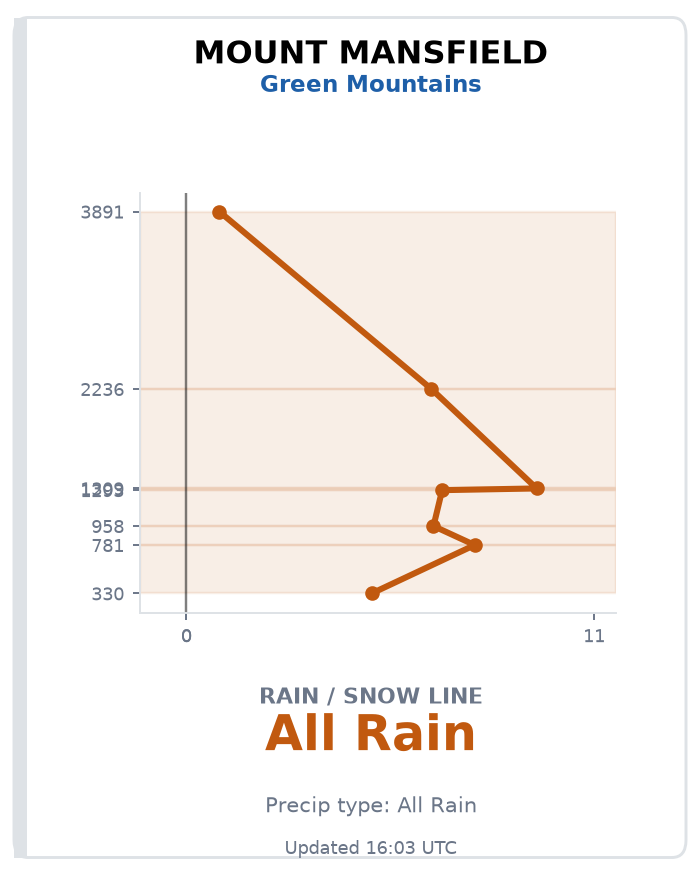 MOUNT MANSFIELD
Green Mountains
3891
2236
958
781
330
0
11
RAIN / SNOW LINE
All Rain
Precip type: All Rain
Updated 16:03 UTC